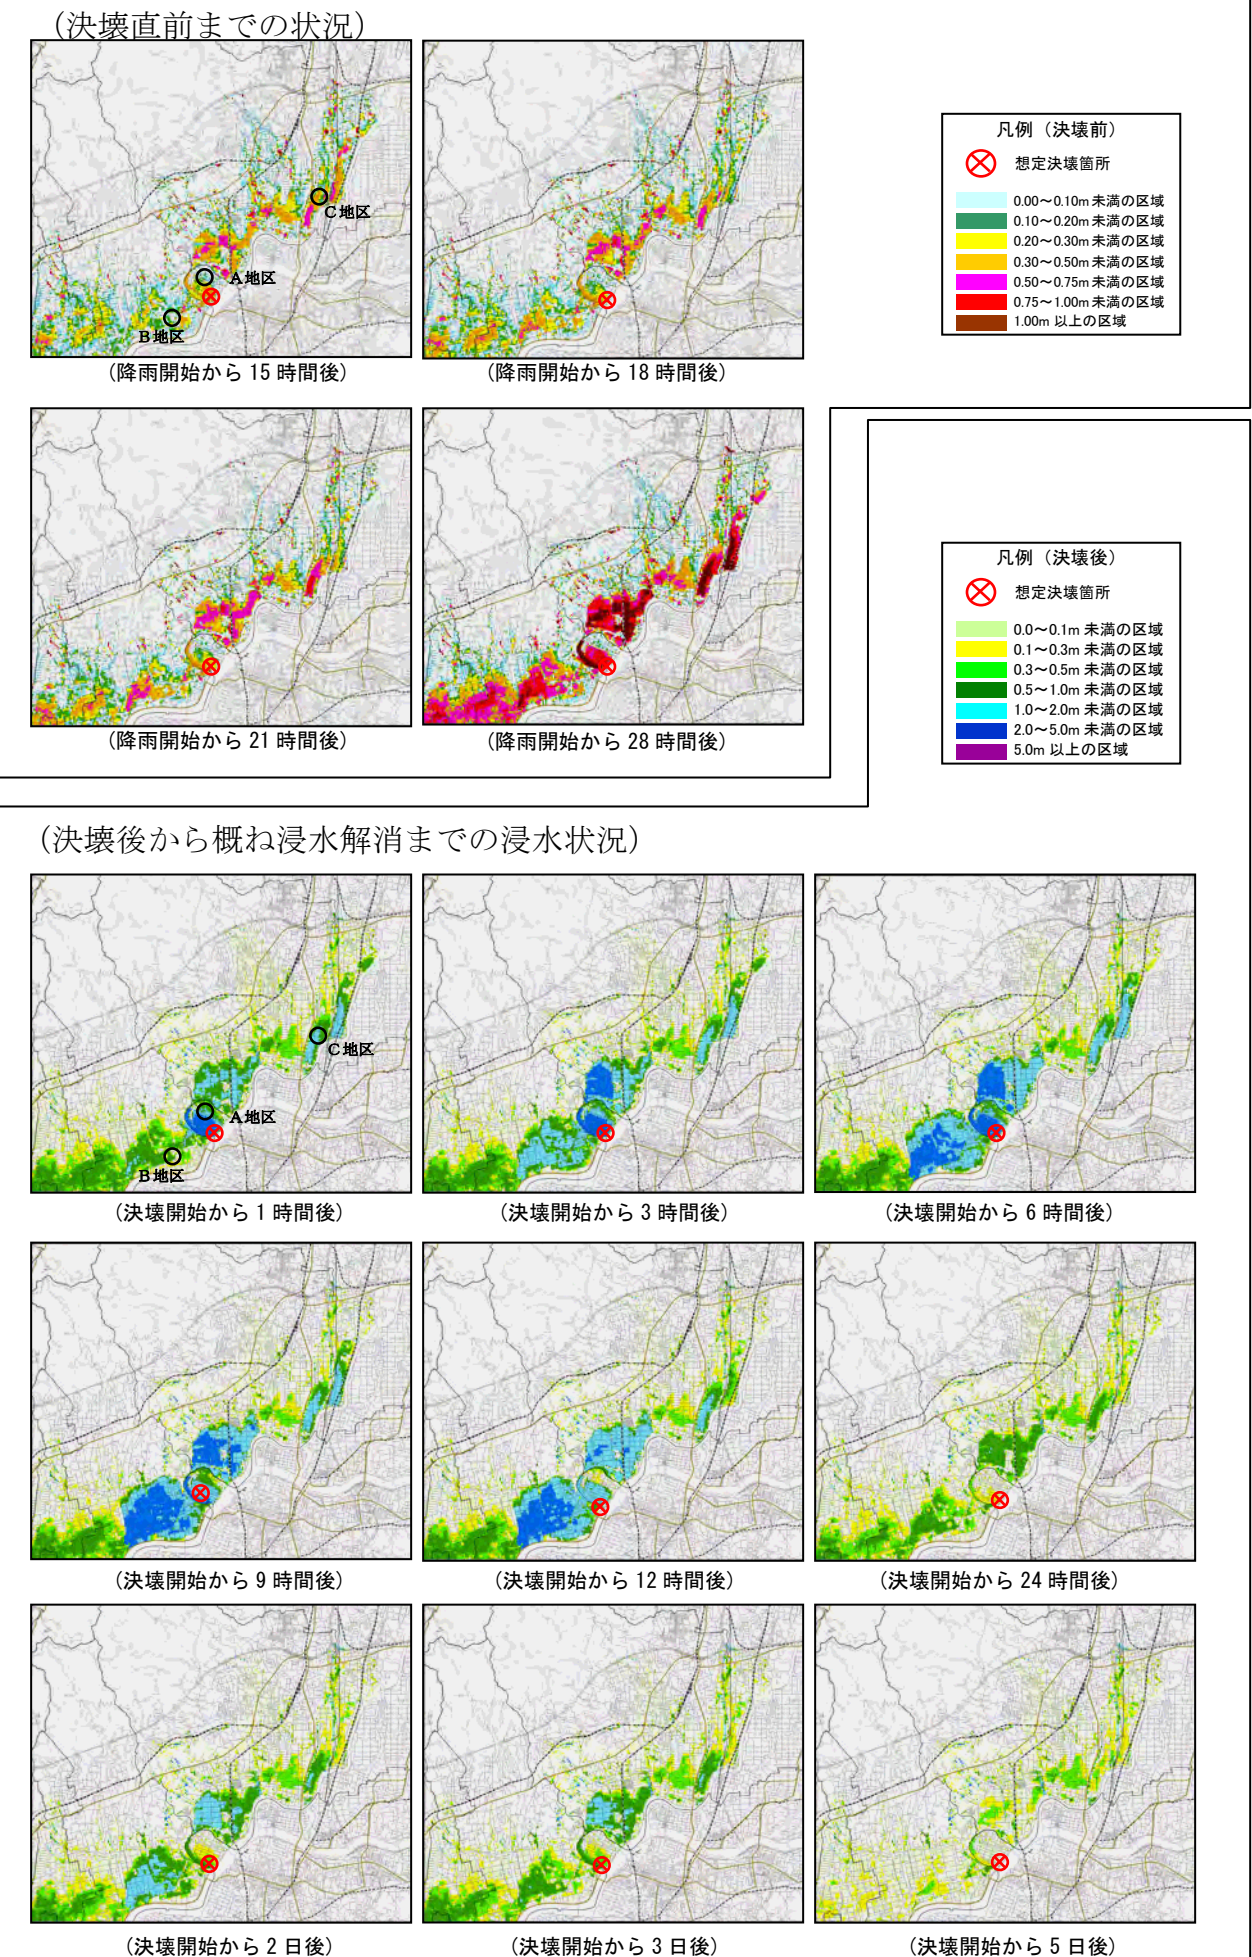 （決壊直前までの状況）
C地区
A地区
B地区
（降雨開始から 15 時間後）
（降雨開始から 18 時間後）
凡例（決壊前）
想定決壊箇所
0.00～0.10m 未満の区域
0.10～0.20m 未満の区域
0.20～0.30m 未満の区域
0.30～0.50m 未満の区域
0.50～0.75m 未満の区域
0.75～1.00m 未満の区域
1.00m 以上の区域
（降雨開始から 21 時間後）
（降雨開始から 28 時間後）
凡例（決壊後）
想定決壊箇所
0.0～0.1m 未満の区域
0.1～0.3m 未満の区域
0.3～0.5m 未満の区域
0.5～1.0m 未満の区域
1.0～2.0m 未満の区域
2.0～5.0m 未満の区域
5.0m 以上の区域
（決壊後から概ね浸水解消までの浸水状況）
C地区
A地区
B地区
（決壊開始から 1 時間後）
（決壊開始から 3 時間後）
（決壊開始から 6 時間後）
（決壊開始から 9 時間後）
（決壊開始から 12 時間後）
（決壊開始から 24 時間後）
（決壊開始から 2 日後）
（決壊開始から 3 日後）
（決壊開始から 5 日後）